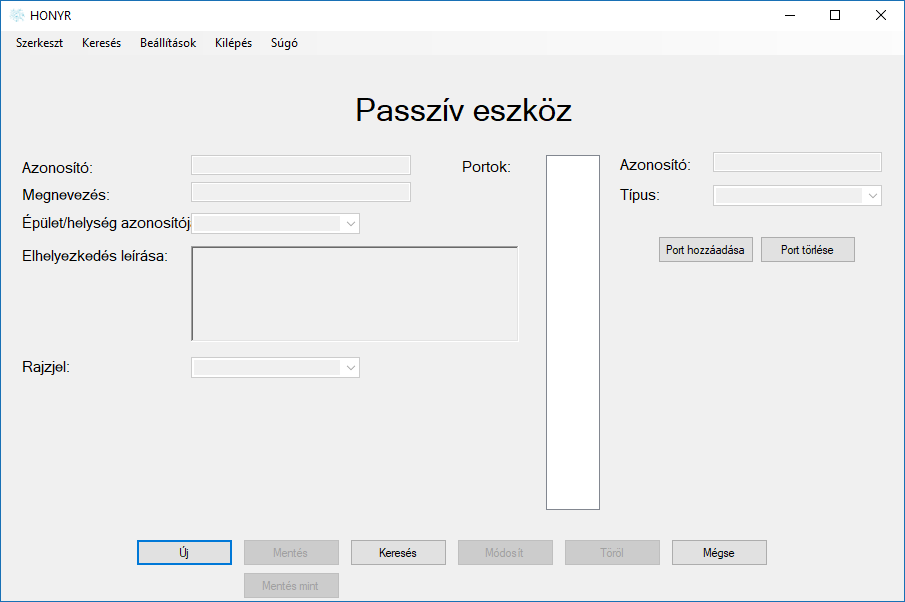 HONYR
Szerkeszt Keresés Beállítások Kilépés Súgó
Passzív eszköz
Azonosító:
Megnevezés:
Épület/helység azonosítój
Elhelyezkedés leírása:
Rajzjel:
Portok:
Azonosító:
Típus:
Port hozzáadása Port törlése
Új Mentés Keresés Módosít Töröl Mégse
Mentés mint